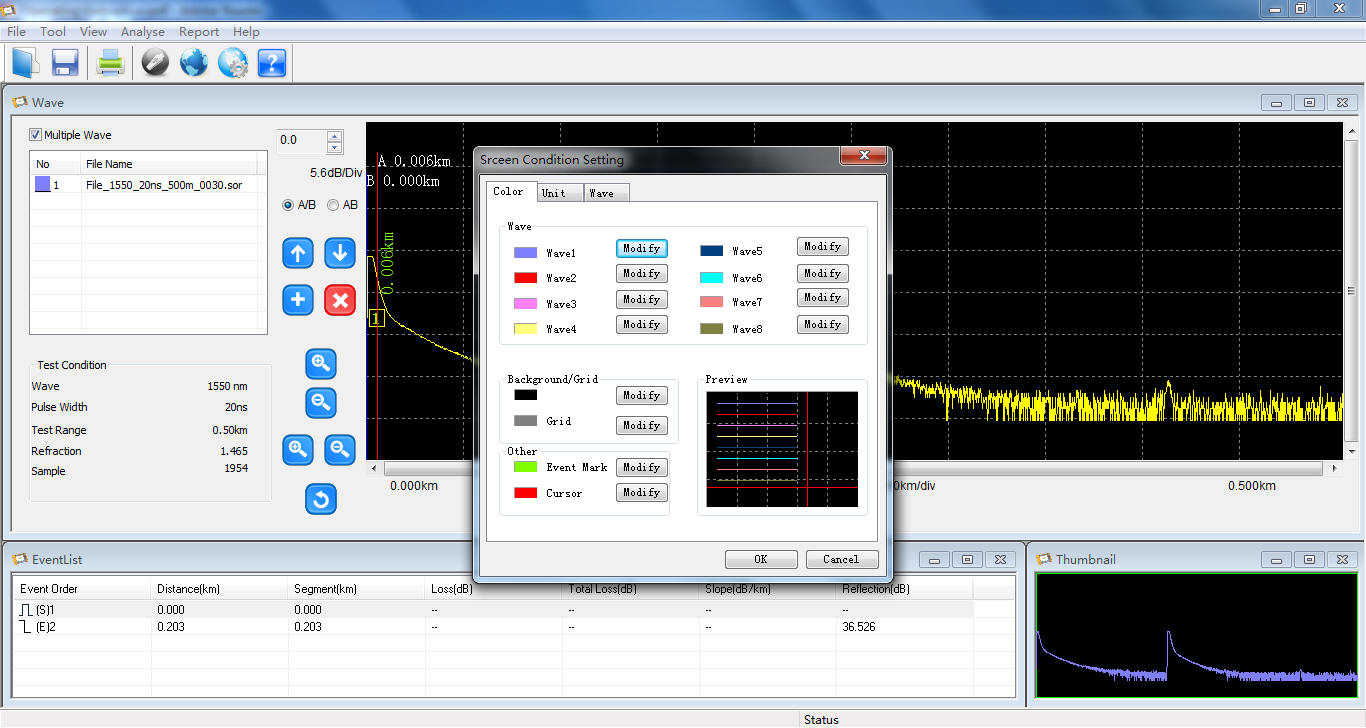 File Tool View Analyse Report Help
Wave
Multiple Wave
No File Name
1 File_1550_20ns_500m_0030.sor
0.0
5.6dB/Div
A/B AB
Test Condition
Wave 1550 nm
Pulse Width 20ns
Test Range 0.50km
Refraction 1.465
Sample 1954
A 0.006km
B 0.000km
0.006km
1
0.000km
0km/div
0.500km
Srceen Condition Setting
Color Unit Wave
Wave
Wave1 Modify Wave5 Modify
Wave2 Modify Wave6 Modify
Wave3 Modify Wave7 Modify
Wave4 Modify Wave8 Modify
Background/Grid
Modify
Grid Modify
Other
Event Mark Modify
Cursor Modify
Preview
OK Cancel
EventList
Event Order Distance(km) Segment(km) Loss(dB) Total Loss(dB) Slope(dB/km) Reflection(dB)
(S)1 0.000 0.000 -- -- -- --
(E)2 0.203 0.203 -- -- -- 36.526
Thumbnail
Status